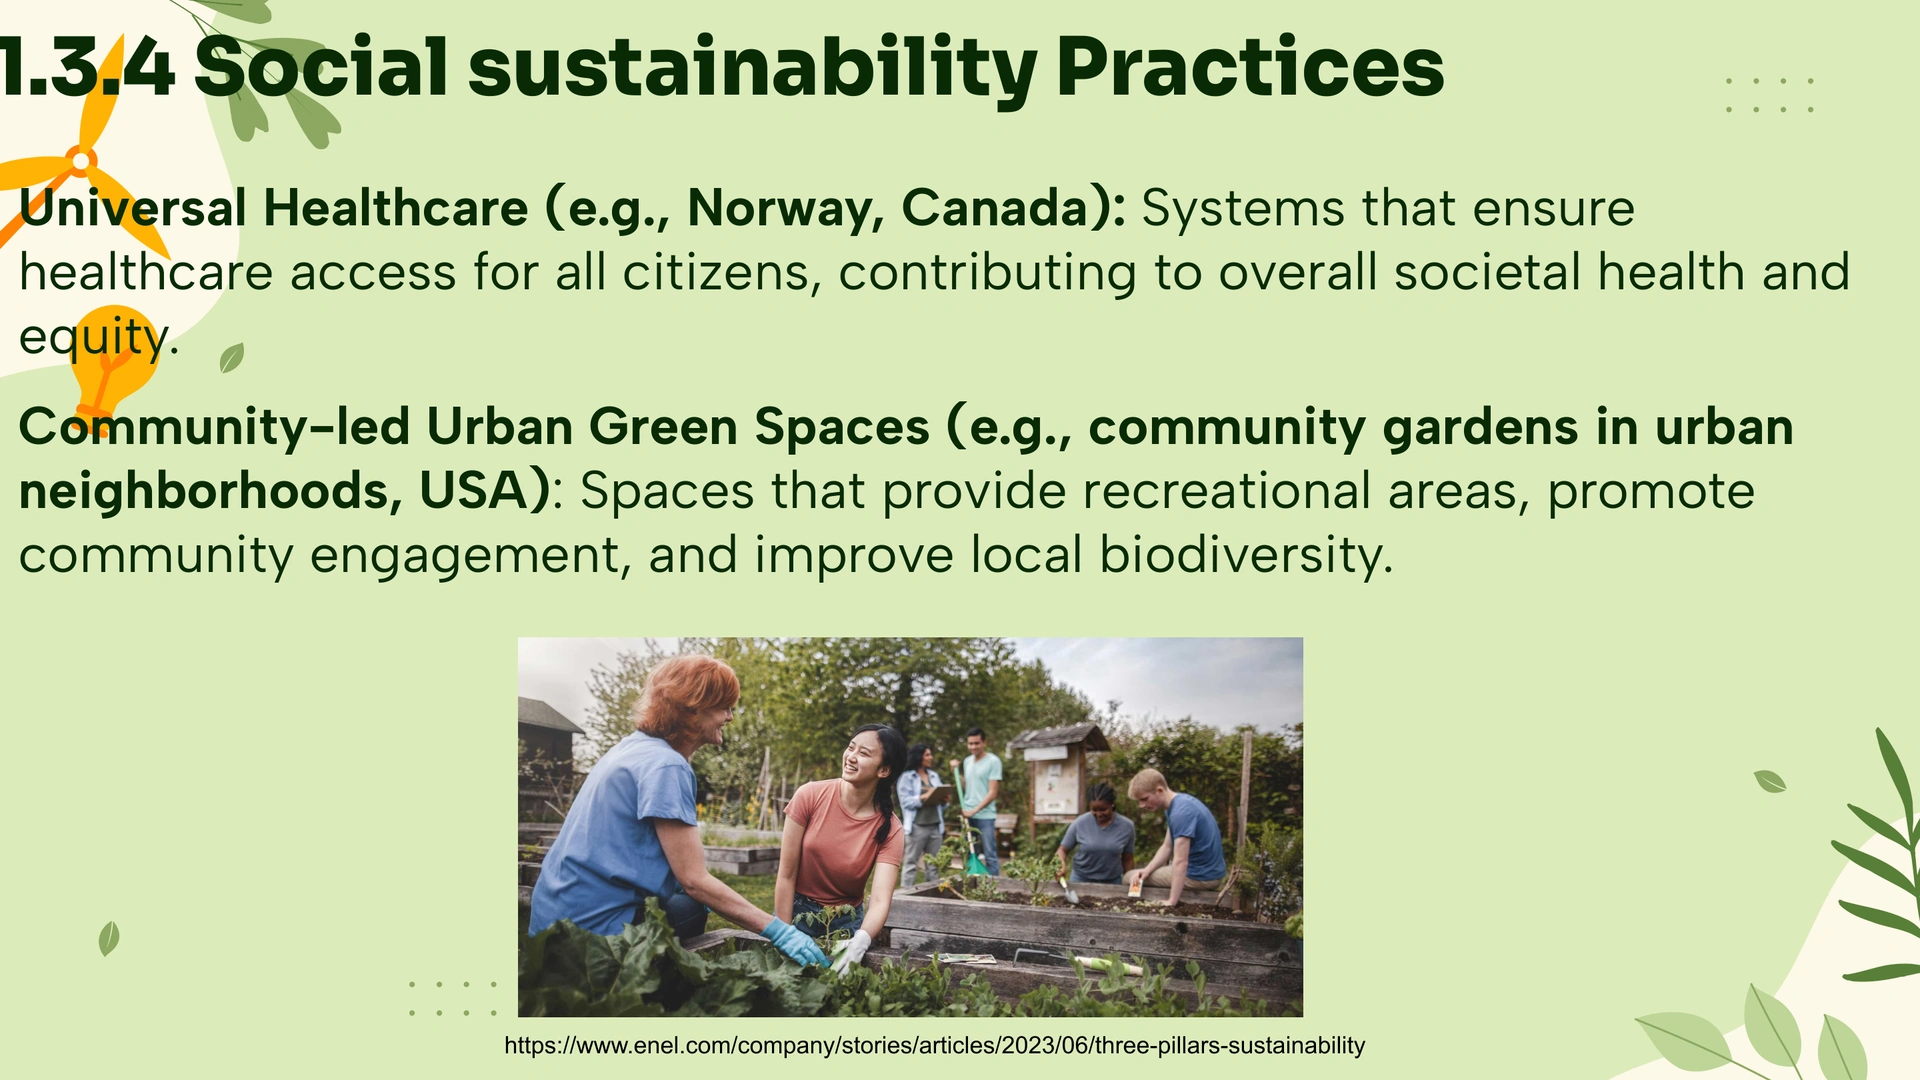 1.3.4 Social sustainability Practices
Universal Healthcare (e.g., Norway, Canada): Systems that ensure
healthcare access for all citizens, contributing to overall societal health and
equity.
Community-led Urban Green Spaces (e.g., community gardens in urban
neighborhoods, USA): Spaces that provide recreational areas, promote
community engagement, and improve local biodiversity.
https://www.enel.com/company/stories/articles/2023/06/three-pillars-sustainability